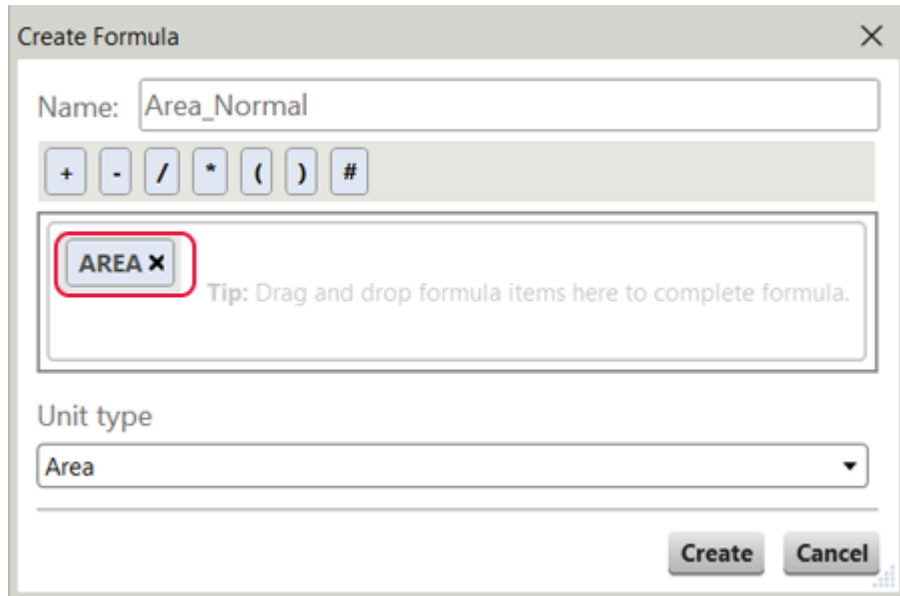 Create Formula
Name: Area_Normal
+ - / * ( ) #
AREA ×
Tip: Drag and drop formula items here to complete formula.
Unit type
Area
Create Cancel